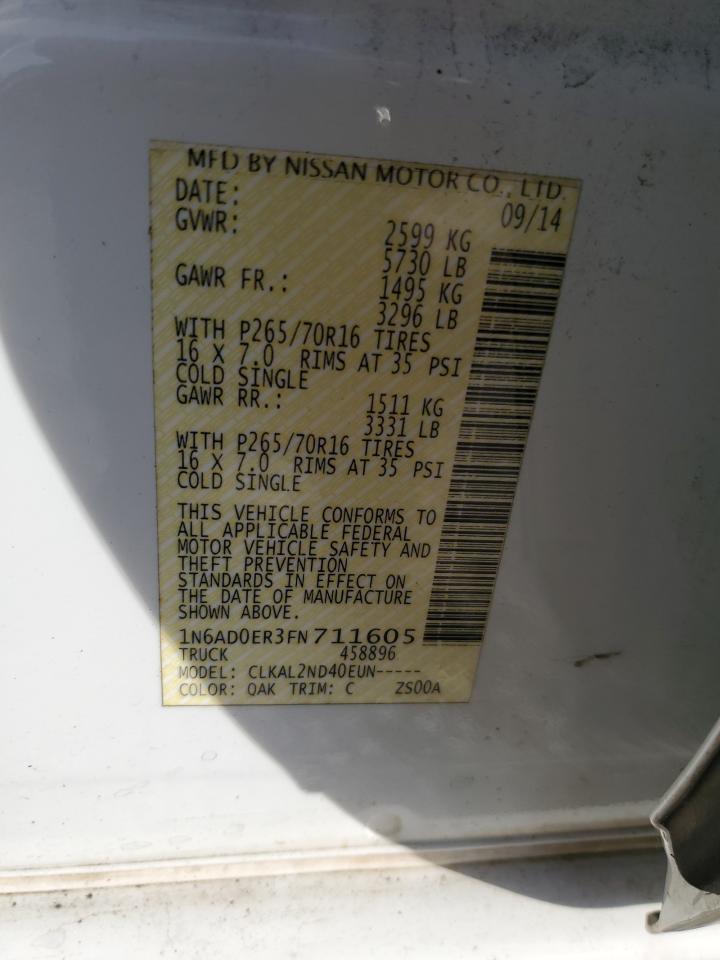 MFD BY NISSAN MOTOR CO., LTD.
DATE: 09/14
GVWR: 2599 KG
5730 LB
GAWR FR.: 1495 KG
3296 LB
WITH P265/70R16 TIRES
16 X 7.0 RIMS AT 35 PSI
COLD SINGLE
GAWR RR.: 1511 KG
3331 LB
WITH P265/70R16 TIRES
16 X 7.0 RIMS AT 35 PSI
COLD SINGLE
THIS VEHICLE CONFORMS TO
ALL APPLICABLE FEDERAL
MOTOR VEHICLE SAFETY AND
THEFT PREVENTION
STANDARDS IN EFFECT ON
THE DATE OF MANUFACTURE
SHOWN ABOVE.
1N6AD0ER3FN711605
TRUCK 458896
MODEL: CLKAL2ND40EUN-----
COLOR: QAK TRIM: C ZS00A